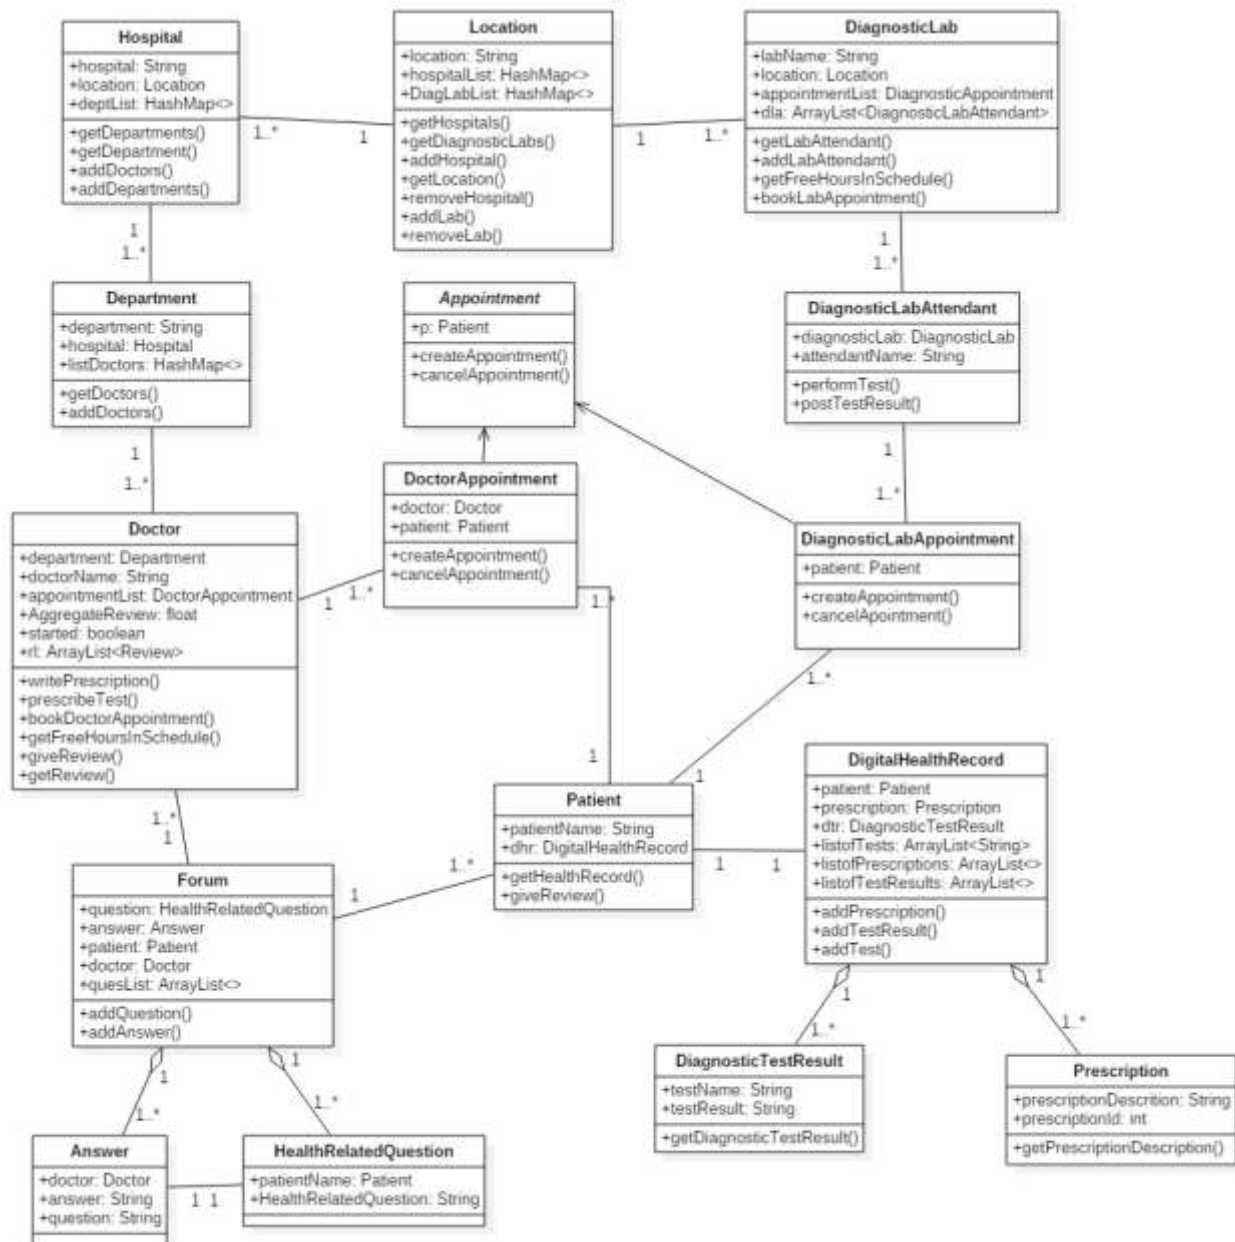 Hospital
+hospital: String
+location: Location
+deptList: HashMap<>
+getDepartments()
+getDepartment()
+addDoctors()
+addDepartments()
1..*
1
Location
+location: String
+hospitalList: HashMap<>
+DiagLabList: HashMap<>
+getHospitals()
+getDiagnosticLabs()
+addHospital()
+getLocation()
+removeHospital()
+addLab()
+removeLab()
1
1..*
DiagnosticLab
+labName: String
+location: Location
+appointmentList: DiagnosticAppointment
+dla: ArrayList<DiagnosticLabAttendant>
+getLabAttendant()
+addLabAttendant()
+getFreeHoursInSchedule()
+bookLabAppointment()
1
1..*
1
1..*
Department
+department: String
+hospital: Hospital
+listDoctors: HashMap<>
+getDoctors()
+addDoctors()
Appointment
+p: Patient
+createAppointment()
+cancelAppointment()
DiagnosticLabAttendant
+diagnosticLab: DiagnosticLab
+attendantName: String
+performTest()
+postTestResult()
1
1..*
1
1..*
DoctorAppointment
+doctor: Doctor
+patient: Patient
+createAppointment()
+cancelAppointment()
Doctor
+department: Department
+doctorName: String
+appointmentList: DoctorAppointment
+AggregateReview: float
+started: boolean
+rl: ArrayList<Review>
+writePrescription()
+prescribeTest()
+bookDoctorAppointment()
+getFreeHoursInSchedule()
+giveReview()
+getReview()
1
1..*
1..*
DiagnosticLabAppointment
+patient: Patient
+createAppointment()
+cancelApointment()
1..*
1
1
1..*
1
Patient
+patientName: String
+dhr: DigitalHealthRecord
+getHealthRecord()
+giveReview()
1
1
DigitalHealthRecord
+patient: Patient
+prescription: Prescription
+dtr: DiagnosticTestResult
+listofTests: ArrayList<String>
+listofPrescriptions: ArrayList<>
+listofTestResults: ArrayList<>
+addPrescription()
+addTestResult()
+addTest()
Forum
+question: HealthRelatedQuestion
+answer: Answer
+patient: Patient
+doctor: Doctor
+quesList: ArrayList<>
+addQuestion()
+addAnswer()
1
1..*
1
1..*
1
1..*
1
1..*
1
1..*
DiagnosticTestResult
+testName: String
+testResult: String
+getDiagnosticTestResult()
Prescription
+prescriptionDescrition: String
+prescriptionId: int
+getPrescriptionDescription()
Answer
+doctor: Doctor
+answer: String
+question: String
1 1
HealthRelatedQuestion
+patientName: Patient
+HealthRelatedQuestion: String